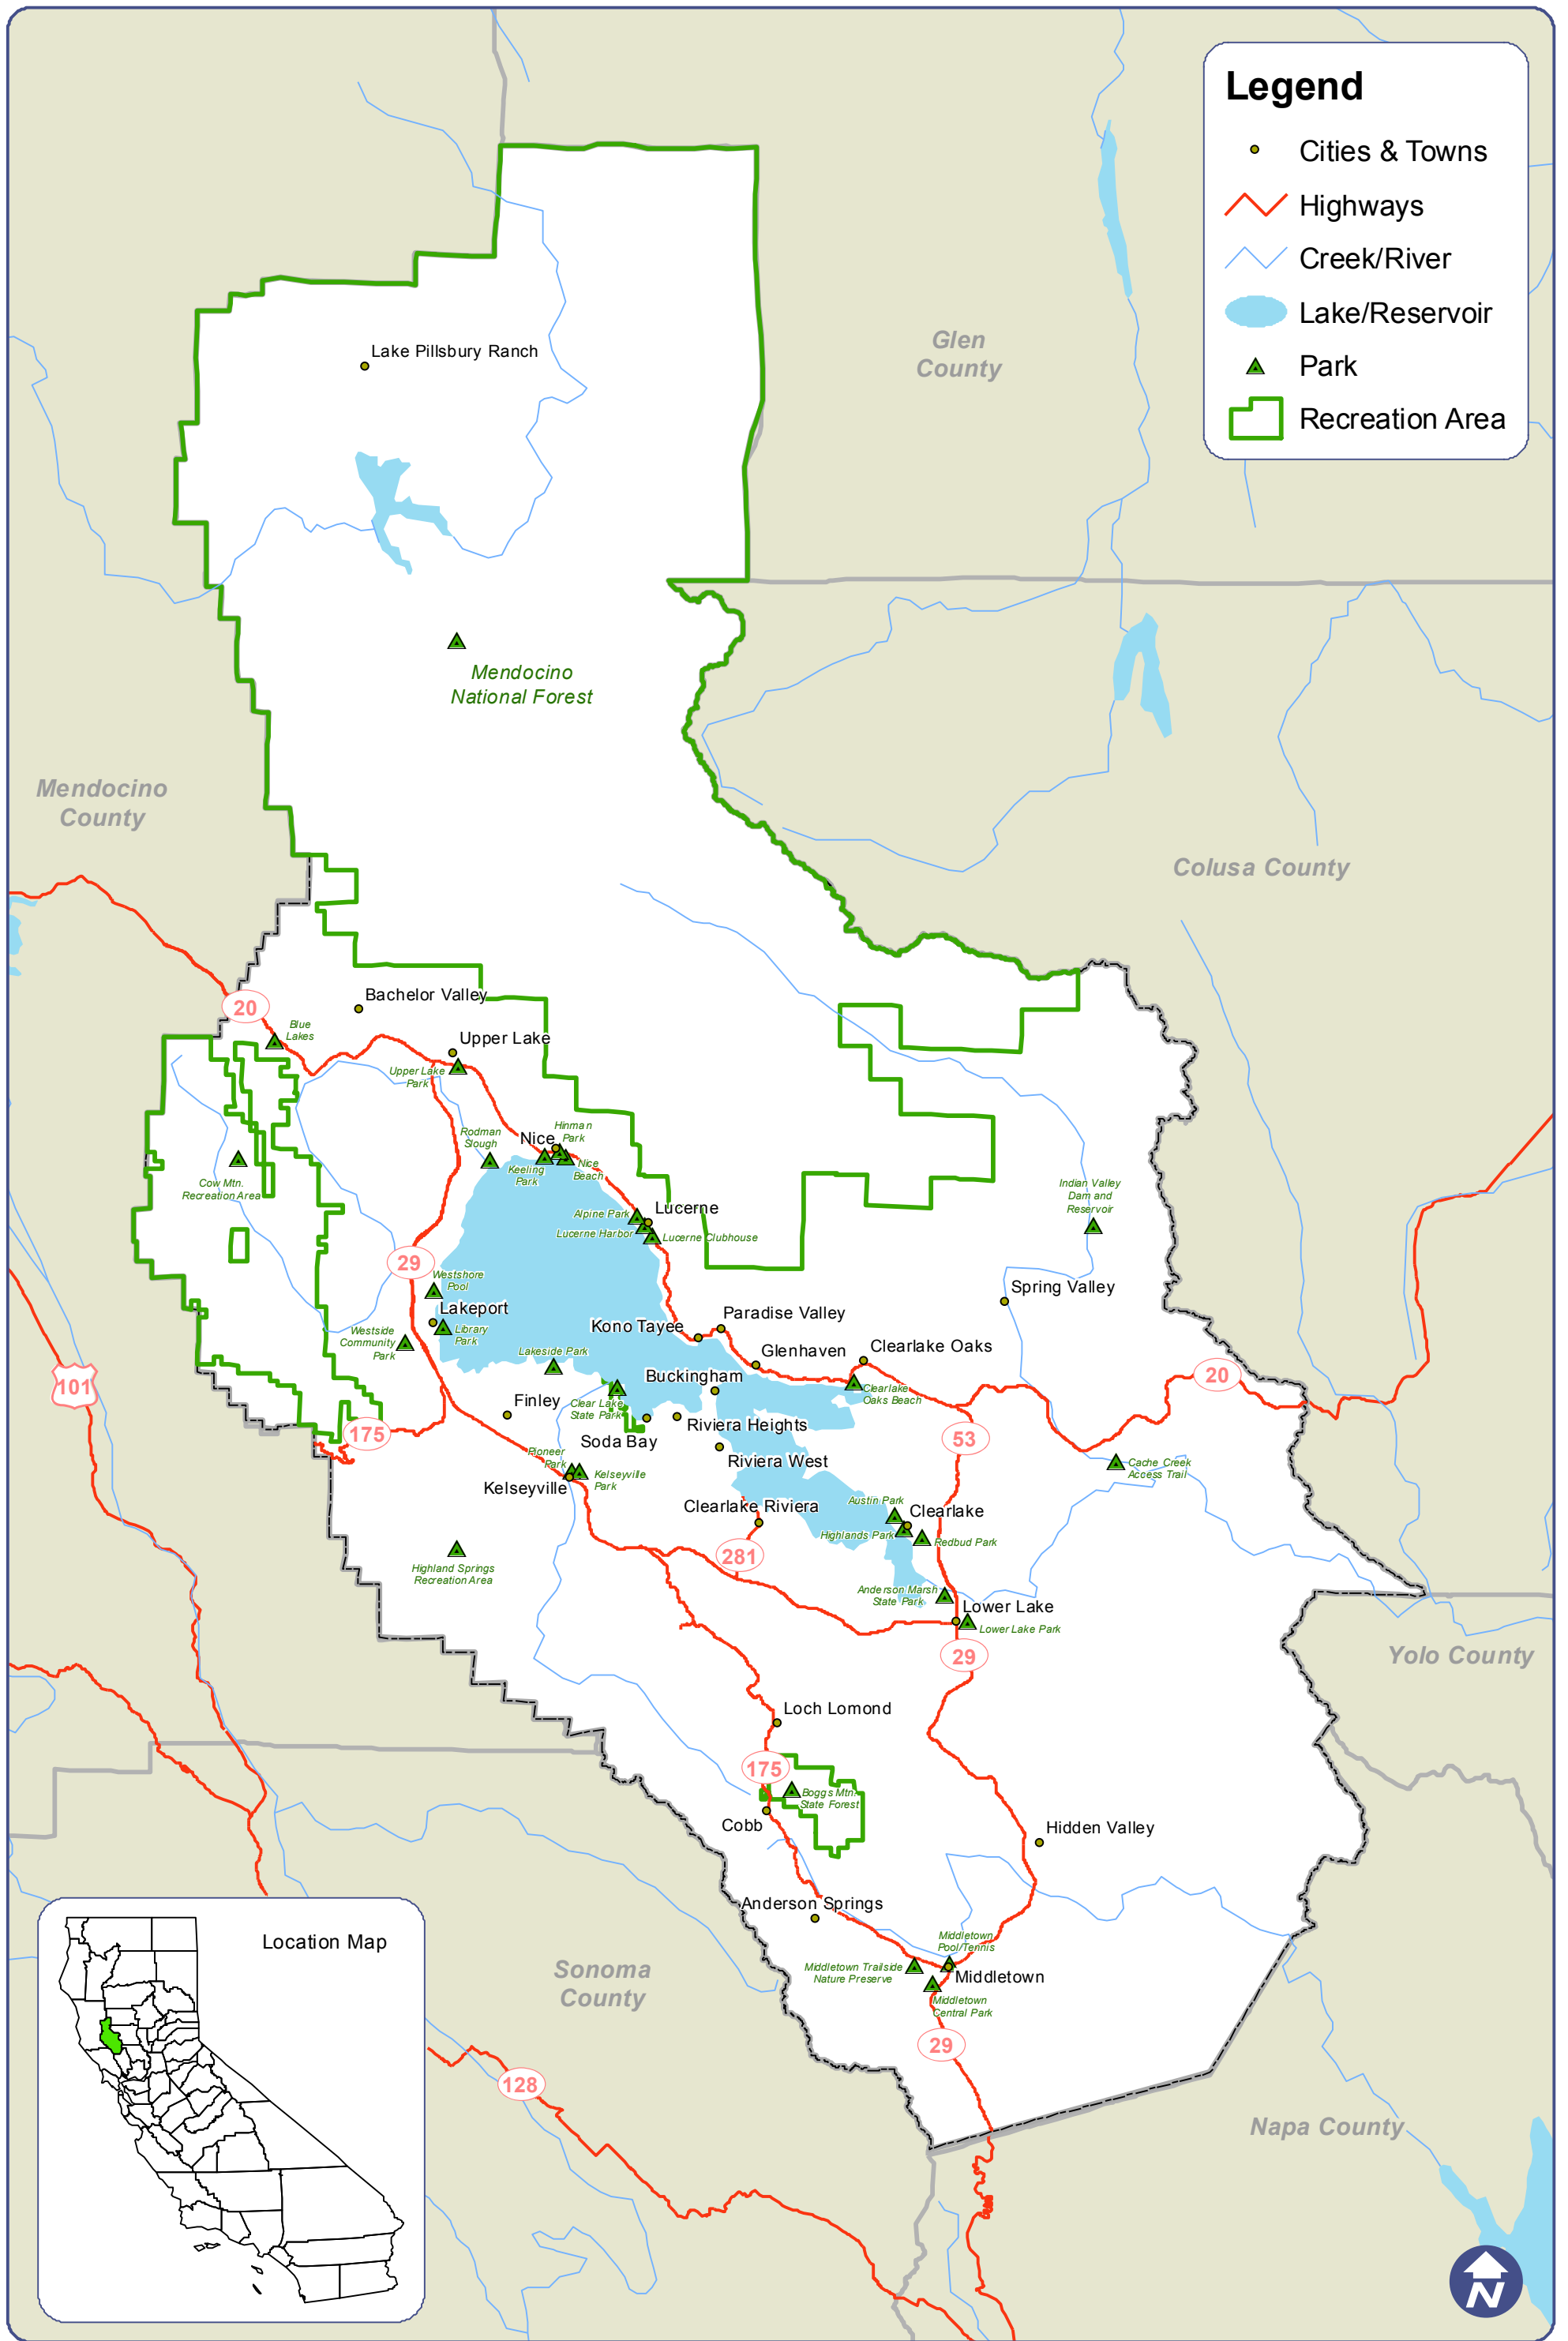 Legend
Cities & Towns
Highways
Creek/River
Lake/Reservoir
Park
Recreation Area
Glen
County
Lake Pillsbury Ranch
Mendocino
National Forest
Mendocino
County
Colusa County
20
Bachelor Valley
Blue
Lakes
Upper Lake
Upper Lake
Park
Rodman
Slough
Hinman
Park
Nice
Keeling
Park
Nice
Beach
Cow Mtn.
Recreation Area
Indian Valley
Dam and
Reservoir
Alpine Park
Lucerne
Lucerne Harbor
Lucerne Clubhouse
29
Westshore
Pool
Lakeport
Library
Park
Westside
Community
Park
Spring Valley
Paradise Valley
Kono Tayee
Glenhaven
Clearlake Oaks
Lakeside Park
Buckingham
Clearlake
Oaks Beach
20
101
Finley
Clear Lake
State Park
Riviera Heights
Soda Bay
175
53
Riviera West
Pioneer
Park
Kelseyville
Park
Kelseyville
Cache Creek
Access Trail
Clearlake Riviera
Austin Park
Clearlake
Highlands Park
Redbud Park
281
Highland Springs
Recreation Area
Anderson Marsh
State Park
Lower Lake
Lower Lake Park
29
Yolo County
Loch Lomond
175
Boggs Mtn.
State Forest
Cobb
Hidden Valley
Anderson Springs
Middletown
Pool/Tennis
Middletown Trailside
Nature Preserve
Middletown
Middletown
Central Park
Location Map
Sonoma
County
29
128
Napa County
N